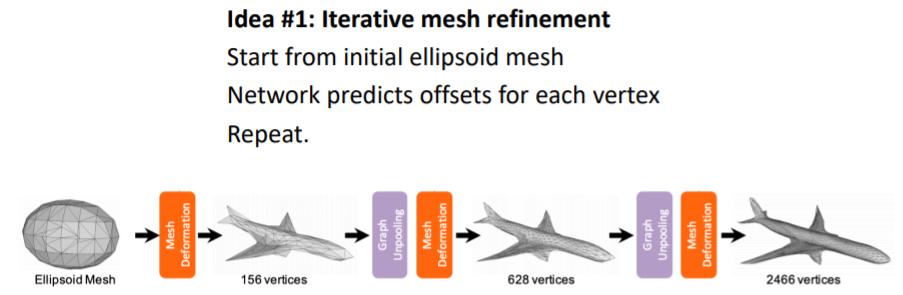 Idea #1: Iterative mesh refinement
Start from initial ellipsoid mesh
Network predicts offsets for each vertex
Repeat.
Ellipsoid Mesh
Mesh
Deformation
156 vertices
Graph
Unpooling
Mesh
Deformation
628 vertices
Graph
Unpooling
Mesh
Deformation
2466 vertices